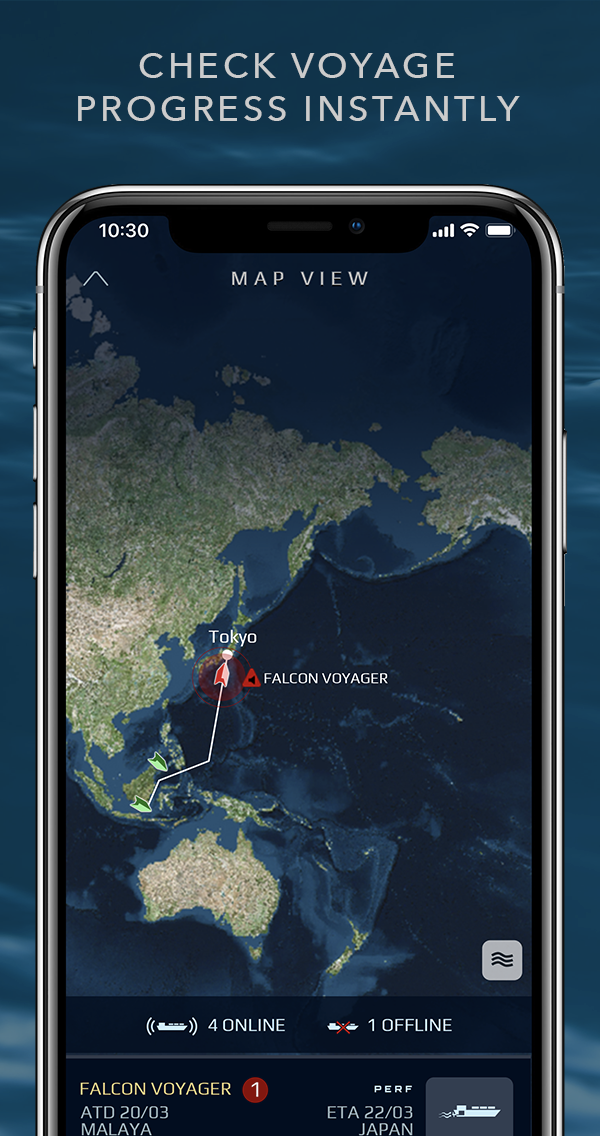 CHECK VOYAGE
PROGRESS INSTANTLY
10:30
MAP VIEW
Tokyo
FALCON VOYAGER
4 ONLINE 1 OFFLINE
FALCON VOYAGER 1 PERF
ATD 20/03 ETA 22/03
MALAYA JAPAN